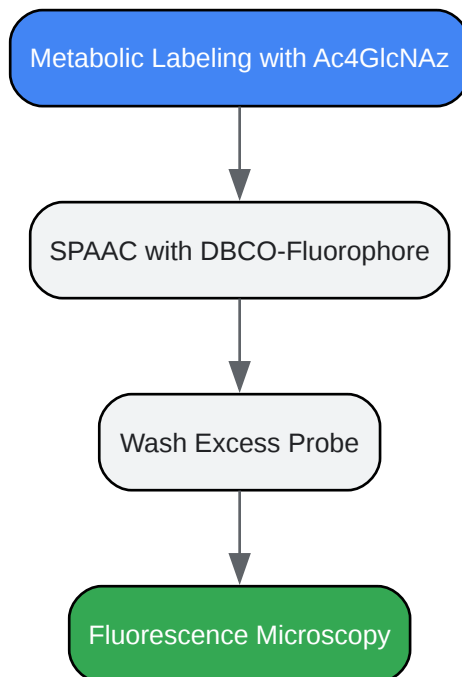 Metabolic Labeling with Ac4GlcNAz
SPAAC with DBCO-Fluorophore
Wash Excess Probe
Fluorescence Microscopy